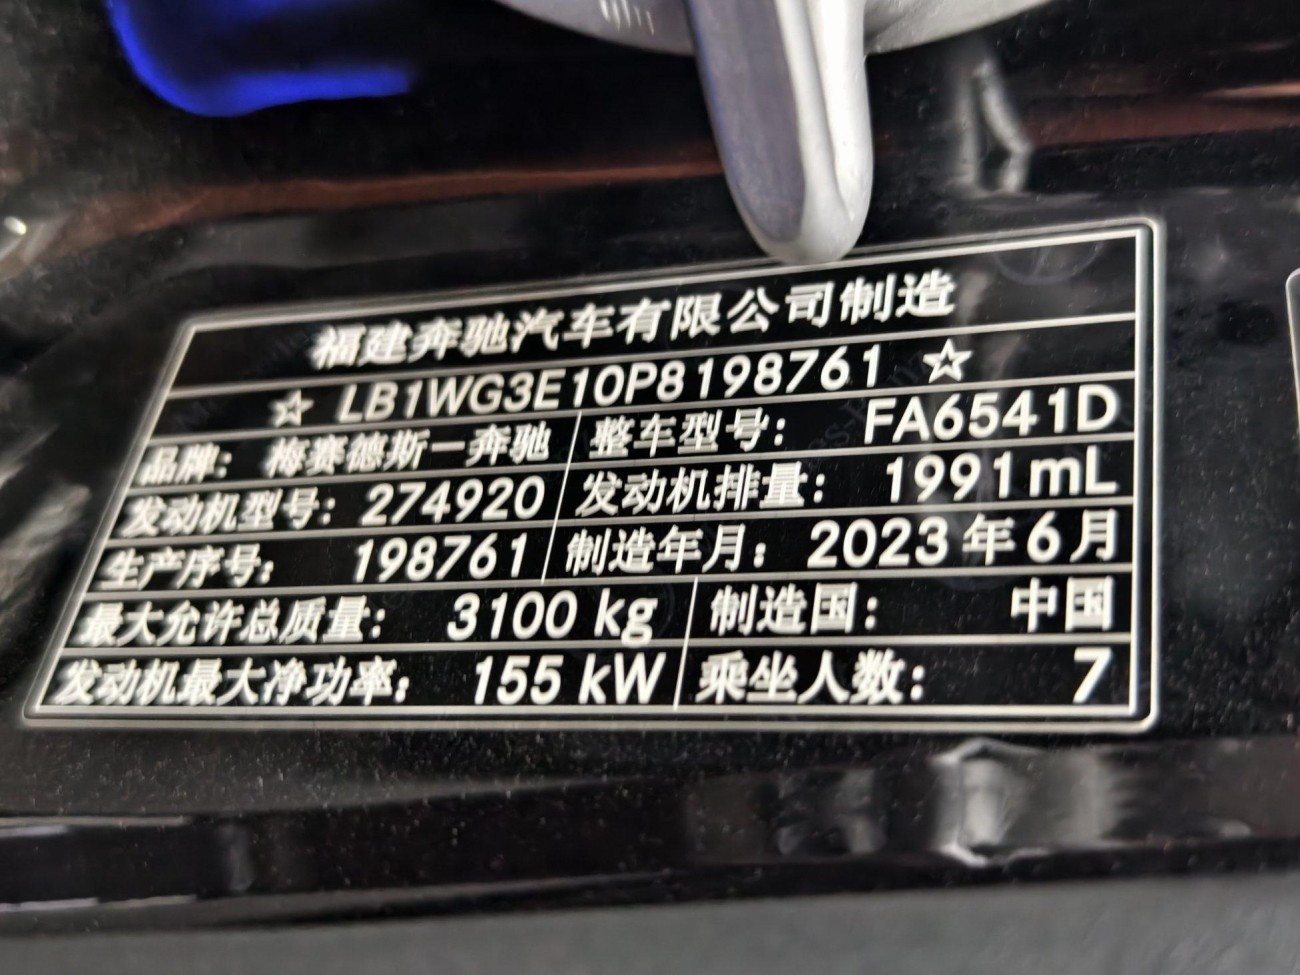 福建奔驰汽车有限公司制造
☆ LB1WG3E10P8198761 ☆
品牌: 梅赛德斯－奔驰 整车型号: FA6541D
发动机型号: 274920 发动机排量: 1991mL
生产序号: 198761 制造年月: 2023年6月
最大允许总质量: 3100 kg 制造国: 中国
发动机最大净功率: 155 kW 乘坐人数: 7